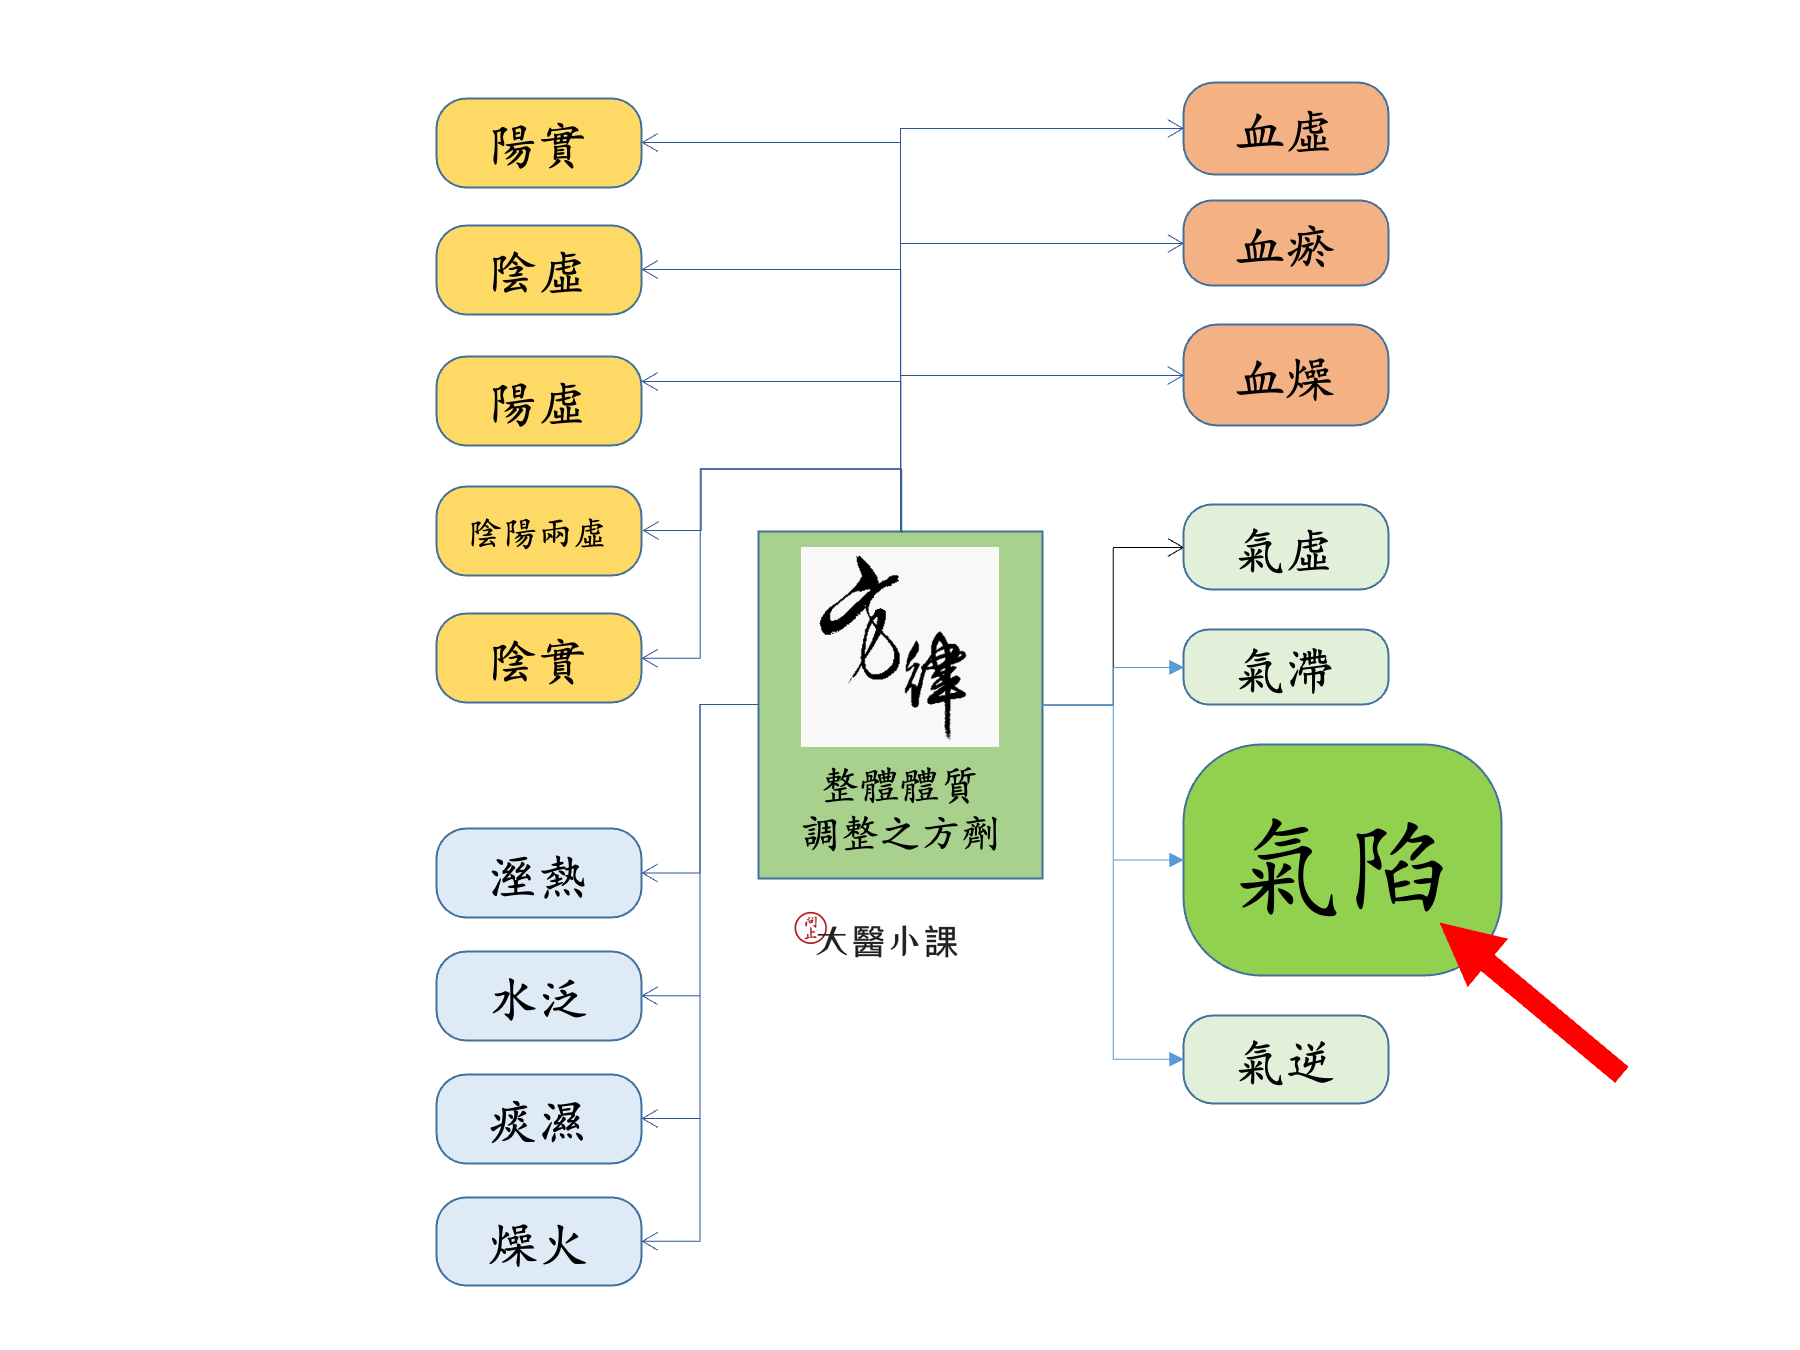 陽實
陰虛
陽虛
陰陽兩虛
陰實
溼熱
水泛
痰濕
燥火
方律
整體體質
調整之方劑
問止
大醫小課
血虛
血瘀
血燥
氣虛
氣滯
氣陷
氣逆